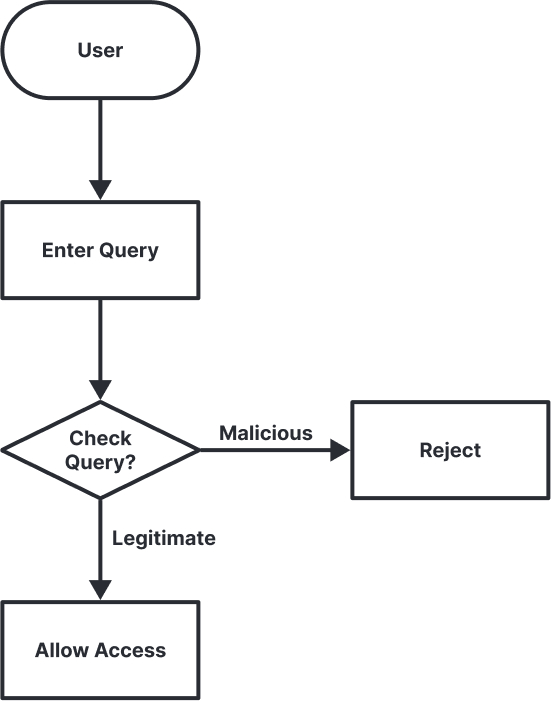 User
Enter Query
Check
Query?
Malicious
Reject
Legitimate
Allow Access